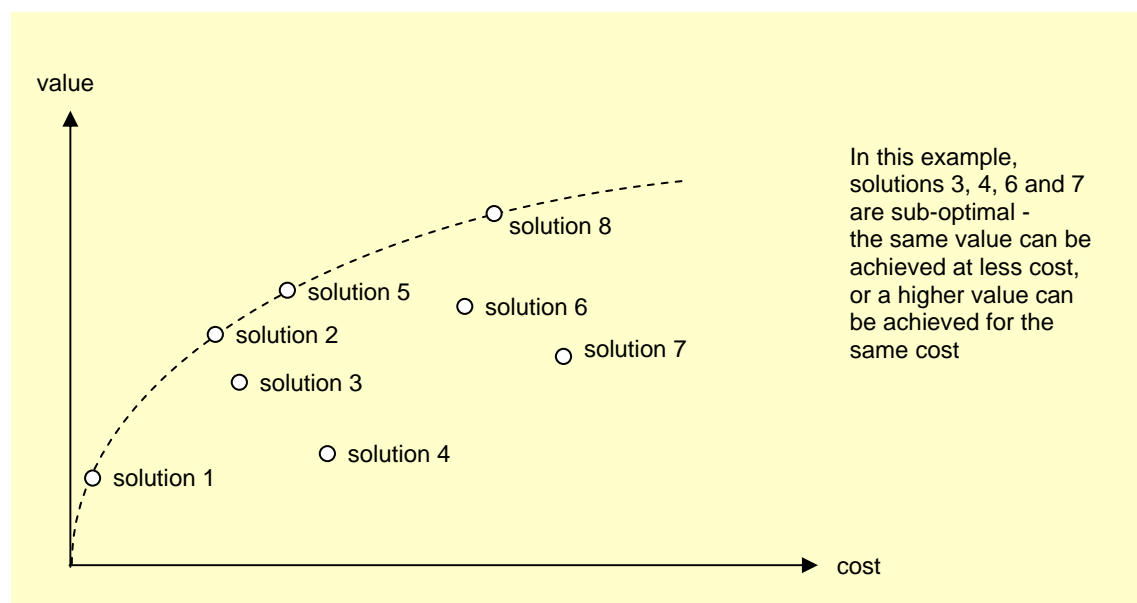 value
In this example,
solutions 3, 4, 6 and 7
are sub-optimal -
the same value can be
achieved at less cost,
or a higher value can
be achieved for the
same cost
solution 8
solution 5
solution 6
solution 2
solution 7
solution 3
solution 4
solution 1
cost